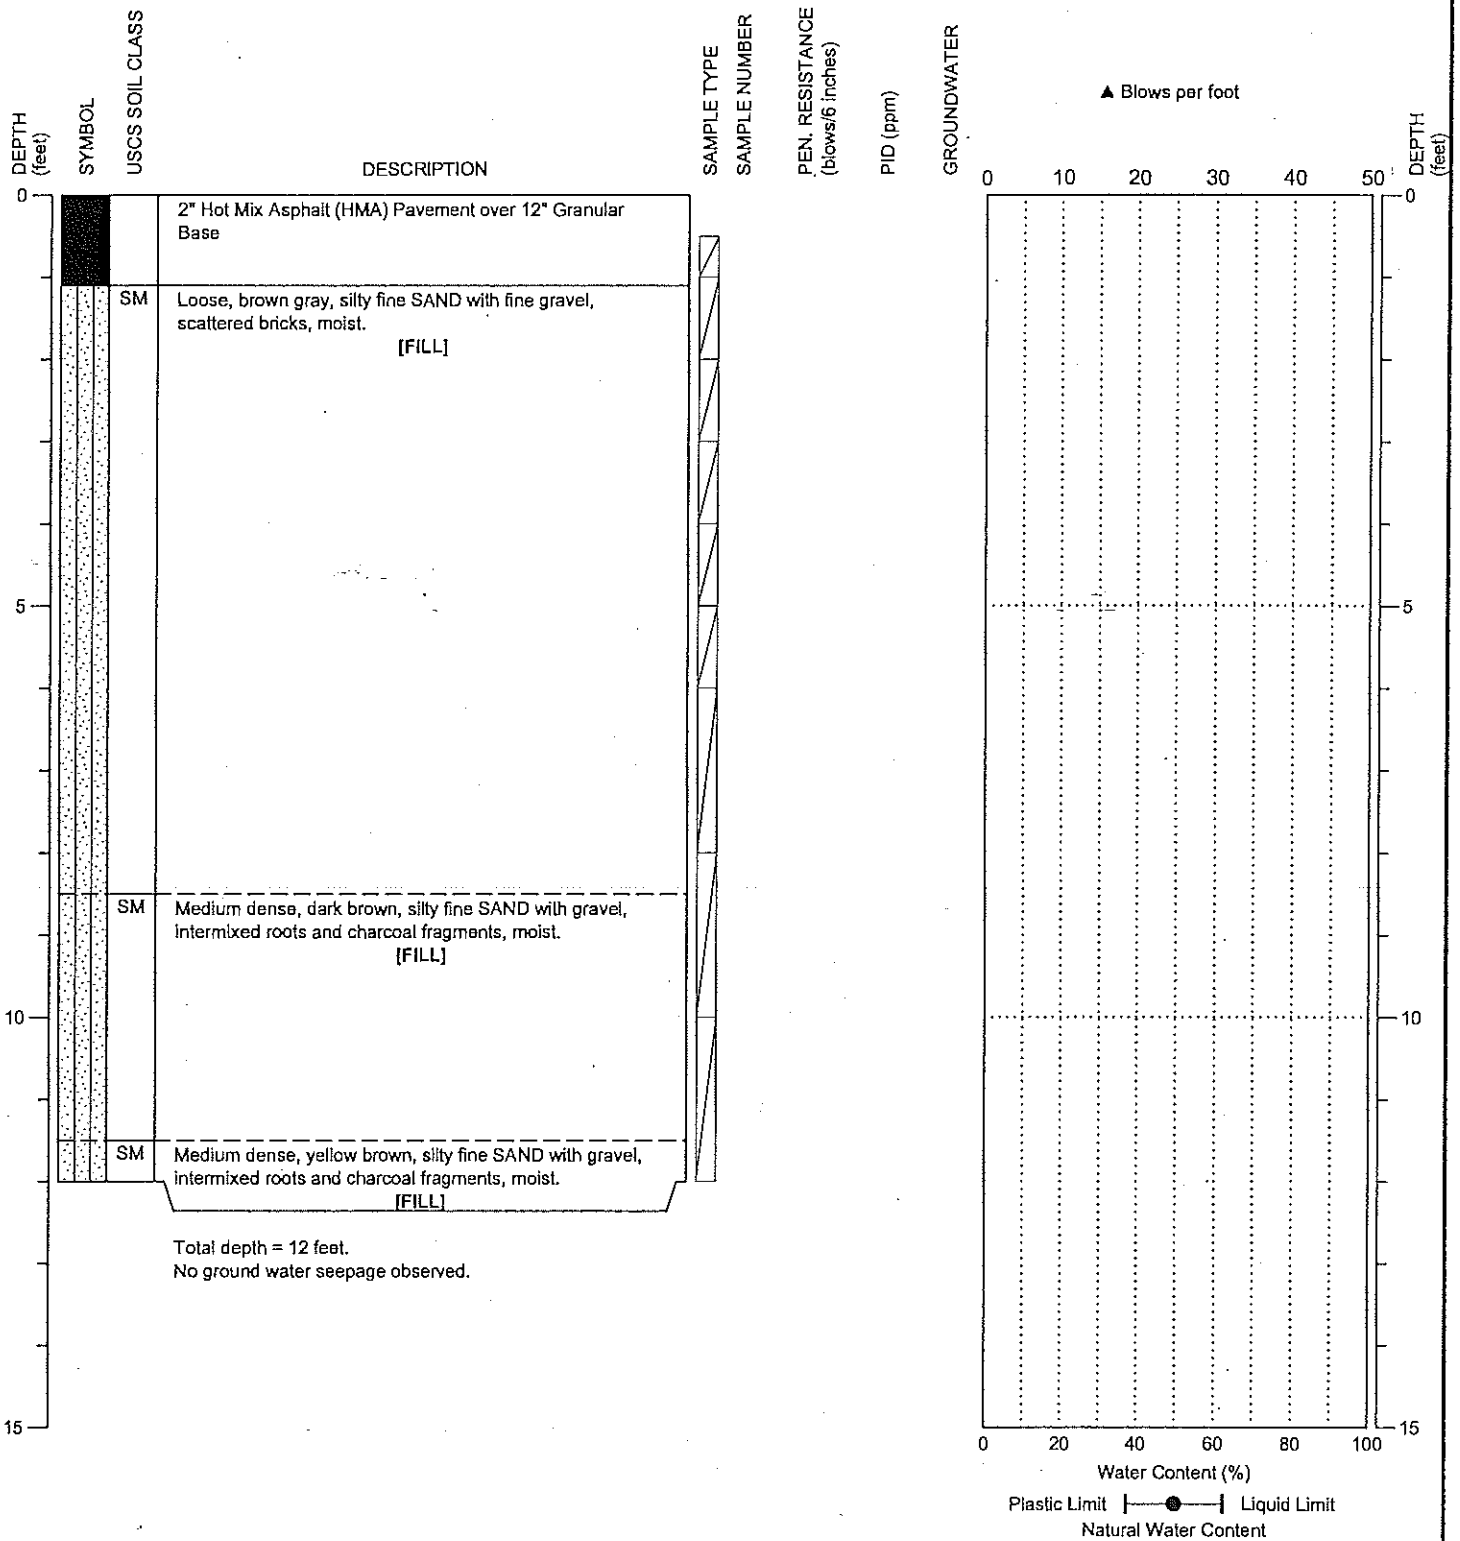 DEPTH
(feet)
SYMBOL
USCS SOIL CLASS
DESCRIPTION
SAMPLE TYPE
SAMPLE NUMBER
PEN. RESISTANCE
(blows/6 inches)
PID (ppm)
GROUNDWATER
▲ Blows per foot
DEPTH
(feet)
0 10 20 30 40 50
0
0
2" Hot Mix Asphalt (HMA) Pavement over 12" Granular
Base
SM
Loose, brown gray, silty fine SAND with fine gravel,
scattered bricks, moist.
[FILL]
5
5
SM
Medium dense, dark brown, silty fine SAND with gravel,
intermixed roots and charcoal fragments, moist.
[FILL]
10
10
SM
Medium dense, yellow brown, silty fine SAND with gravel,
intermixed roots and charcoal fragments, moist.
[FILL]
Total depth = 12 feet.
No ground water seepage observed.
15
15
0 20 40 60 80 100
Water Content (%)
Plastic Limit Liquid Limit
Natural Water Content